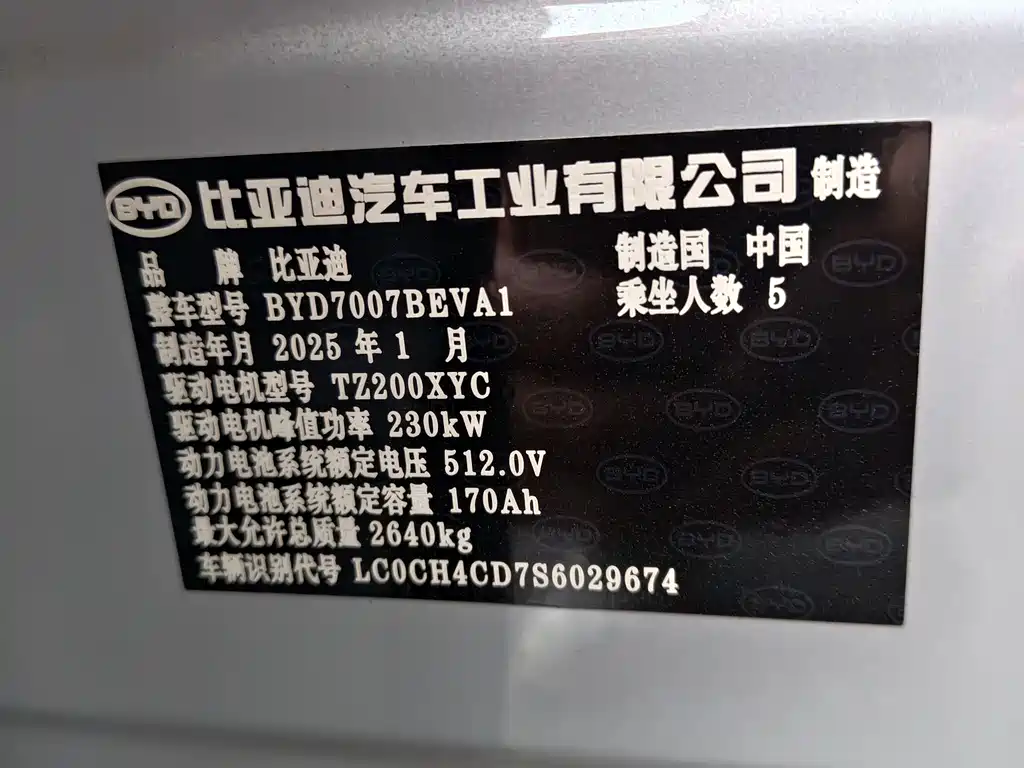 BYD 比亚迪汽车工业有限公司 制造
品 牌 比亚迪 制造国 中国
整车型号 BYD7007BEVA1 乘坐人数 5
制造年月 2025 年 1 月
驱动电机型号 TZ200XYC
驱动电机峰值功率 230kW
动力电池系统额定电压 512.0V
动力电池系统额定容量 170Ah
最大允许总质量 2640kg
车辆识别代号 LC0CH4CD7S6029674